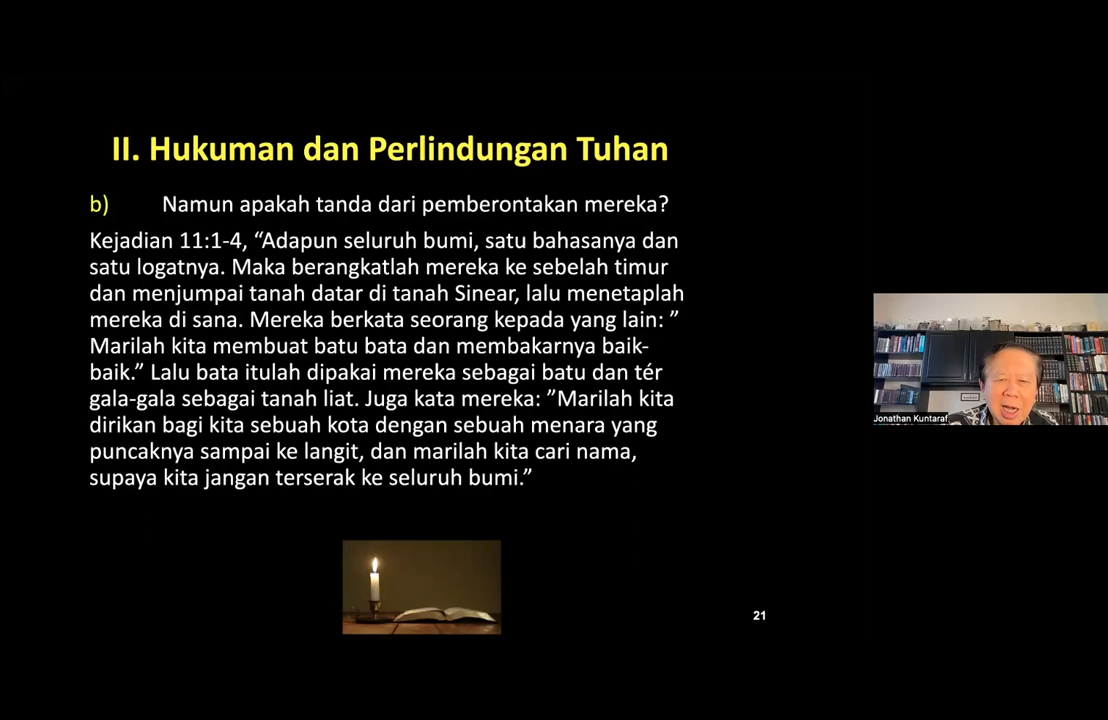 II. Hukuman dan Perlindungan Tuhan
b) Namun apakah tanda dari pemberontakan mereka?
Kejadian 11:1-4, “Adapun seluruh bumi, satu bahasanya dan
satu logatnya. Maka berangkatlah mereka ke sebelah timur
dan menjumpai tanah datar di tanah Sinear, lalu menetaplah
mereka di sana. Mereka berkata seorang kepada yang lain: ”
Marilah kita membuat batu bata dan membakarnya baik-
baik.” Lalu bata itulah dipakai mereka sebagai batu dan tér
gala-gala sebagai tanah liat. Juga kata mereka: ”Marilah kita
dirikan bagi kita sebuah kota dengan sebuah menara yang
puncaknya sampai ke langit, dan marilah kita cari nama,
supaya kita jangan terserak ke seluruh bumi.”
Jonathan Kuntaraf
21